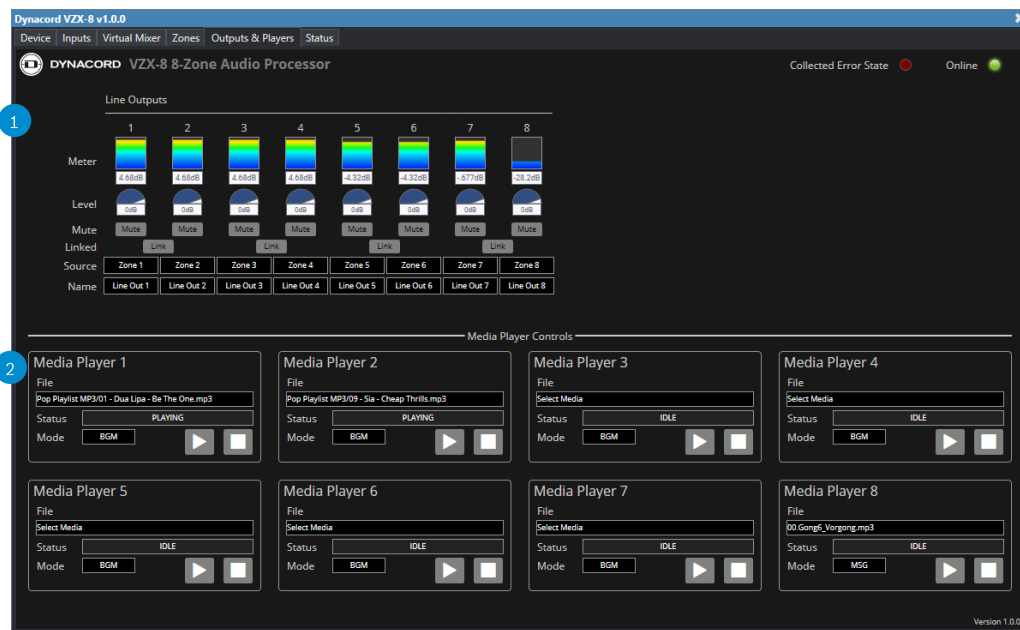 Dynacord VZX-8 v1.0.0
Device Inputs Virtual Mixer Zones Outputs & Players Status
DYNACORD VZX-8 8-Zone Audio Processor
Collected Error State Online
1
Line Outputs
1 2 3 4 5 6 7 8
Meter
4.68dB 4.68dB 4.68dB 4.68dB -4.32dB -4.32dB -.677dB -28.2dB
Level 0dB 0dB 0dB 0dB 0dB 0dB 0dB 0dB
Mute Mute Mute Mute Mute Mute Mute Mute Mute
Linked Link Link Link Link
Source Zone 1 Zone 2 Zone 3 Zone 4 Zone 5 Zone 6 Zone 7 Zone 8
Name Line Out 1 Line Out 2 Line Out 3 Line Out 4 Line Out 5 Line Out 6 Line Out 7 Line Out 8
Media Player Controls
2
Media Player 1
File
Pop Playlist MP3/01 - Dua Lipa - Be The One.mp3
Status PLAYING
Mode BGM
Media Player 2
File
Pop Playlist MP3/09 - Sia - Cheap Thrills.mp3
Status PLAYING
Mode BGM
Media Player 3
File
Select Media
Status IDLE
Mode BGM
Media Player 4
File
Select Media
Status IDLE
Mode BGM
Media Player 5
File
Select Media
Status IDLE
Mode BGM
Media Player 6
File
Select Media
Status IDLE
Mode BGM
Media Player 7
File
Select Media
Status IDLE
Mode BGM
Media Player 8
File
00.Gong6_Vorgong.mp3
Status IDLE
Mode MSG
Version 1.0.0